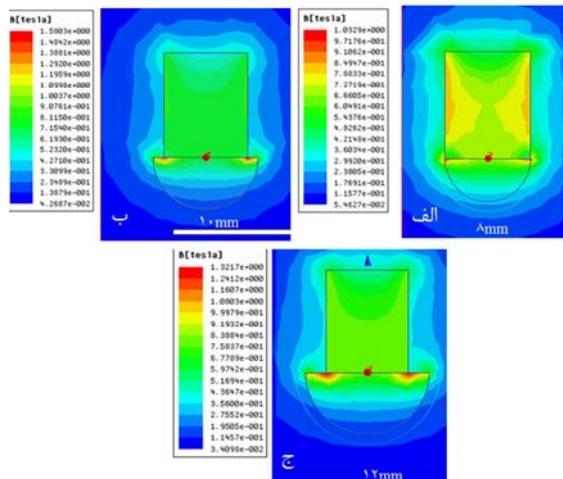 B[tesla]
1.5803e+000
1.4842e+000
1.3881e+000
1.2920e+000
1.1959e+000
1.0998e+000
1.0037e+000
9.0761e-001
8.1150e-001
7.1540e-001
6.1930e-001
5.2320e-001
4.2710e-001
3.3099e-001
2.3489e-001
1.3879e-001
4.2687e-002
ب
۱۰mm
B[tesla]
1.0329e+000
9.7176e-001
9.1062e-001
8.4947e-001
7.8833e-001
7.2719e-001
6.6605e-001
6.0491e-001
5.4376e-001
4.8262e-001
4.2148e-001
3.6034e-001
2.9920e-001
2.3805e-001
1.7691e-001
1.1577e-001
5.4627e-002
الف
۸mm
B[tesla]
1.3217e+000
1.2412e+000
1.1607e+000
1.0803e+000
9.9979e-001
9.1932e-001
8.3884e-001
7.5837e-001
6.7789e-001
5.9742e-001
5.1694e-001
4.3647e-001
3.5600e-001
2.7552e-001
1.9505e-001
1.1457e-001
3.4098e-002
ج
۱۲mm